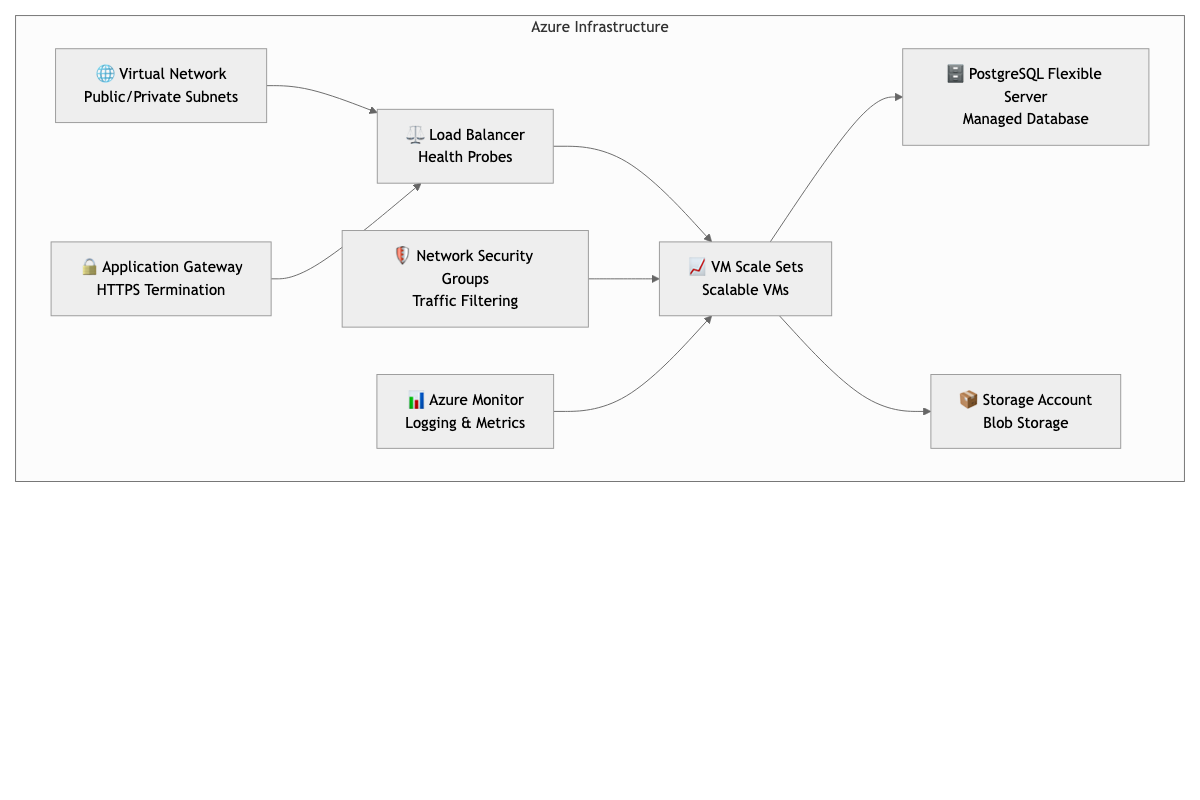 Azure Infrastructure
🌐 Virtual Network
Public/Private Subnets
⚖️ Load Balancer
Health Probes
🔒 Application Gateway
HTTPS Termination
🛡️ Network Security
Groups
Traffic Filtering
📊 Azure Monitor
Logging & Metrics
📈 VM Scale Sets
Scalable VMs
🗄️ PostgreSQL Flexible
Server
Managed Database
📦 Storage Account
Blob Storage